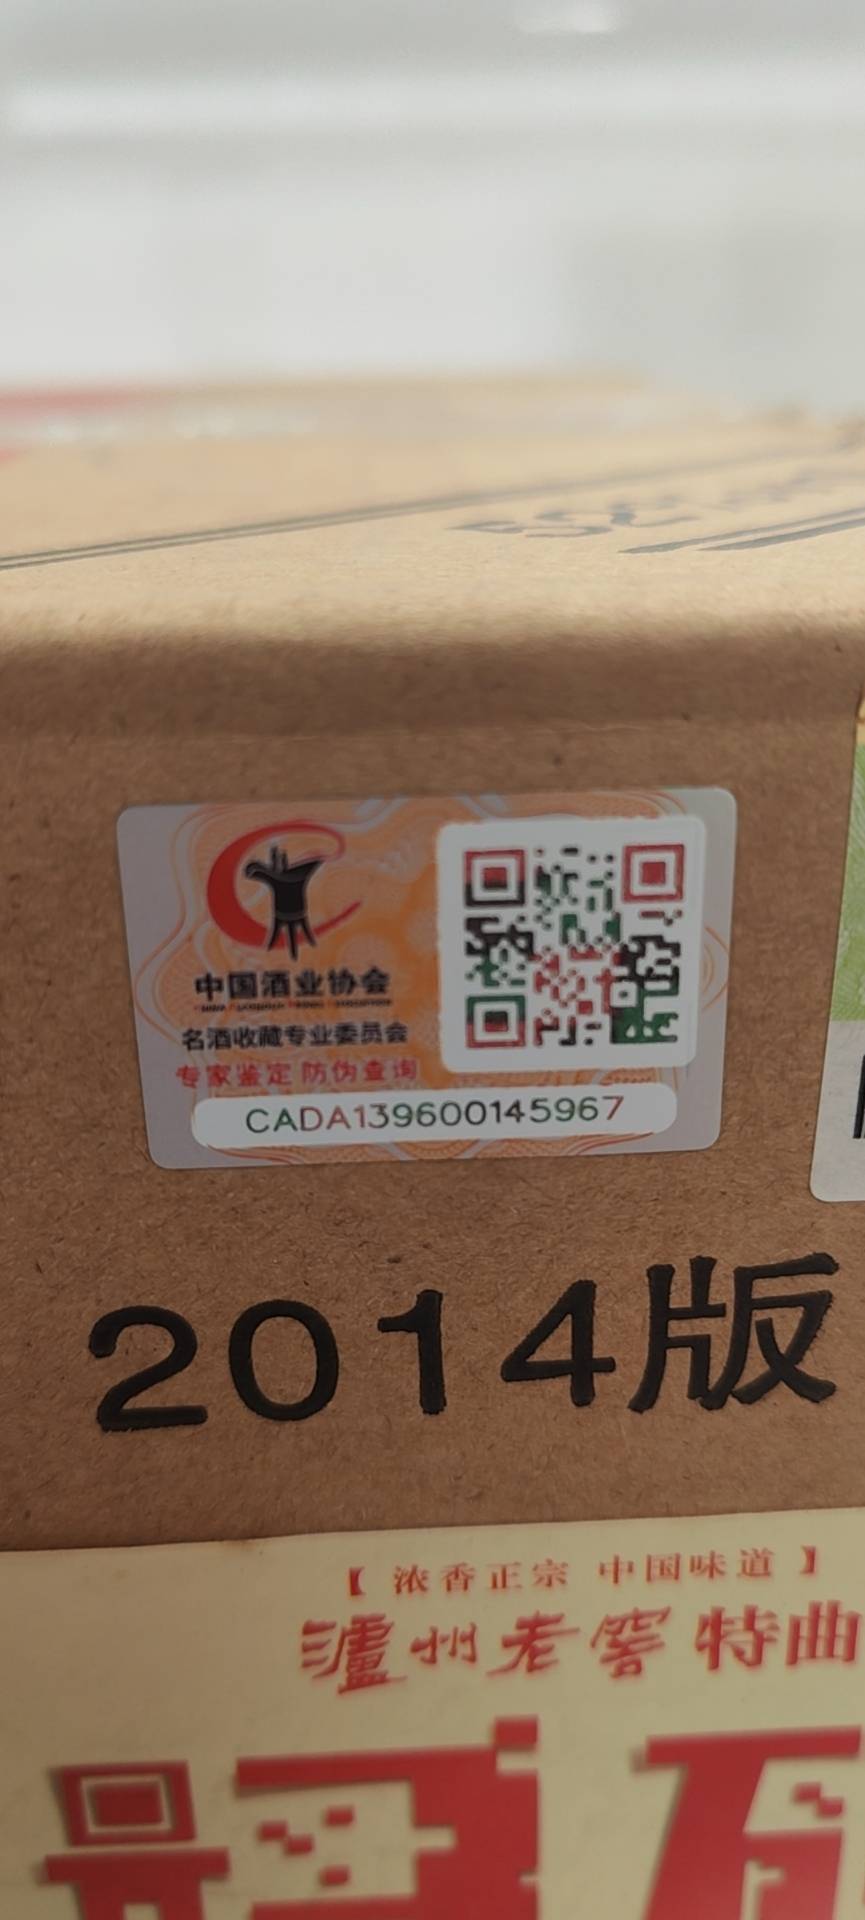 中国酒业协会
名酒收藏专业委员会
专家鉴定 防伪查询
CADA139600145967
2014版
【 浓香正宗 中国味道 】
泸州老窖 特曲